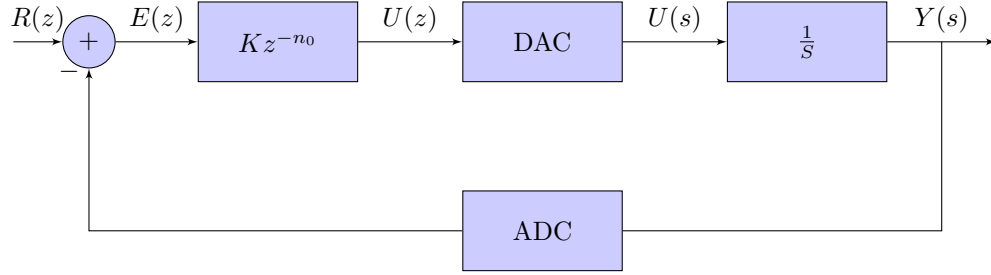 R(z)
E(z)
U(z)
U(s)
Y(s)
+
−
Kz^{-n_0}
DAC
1/S
ADC